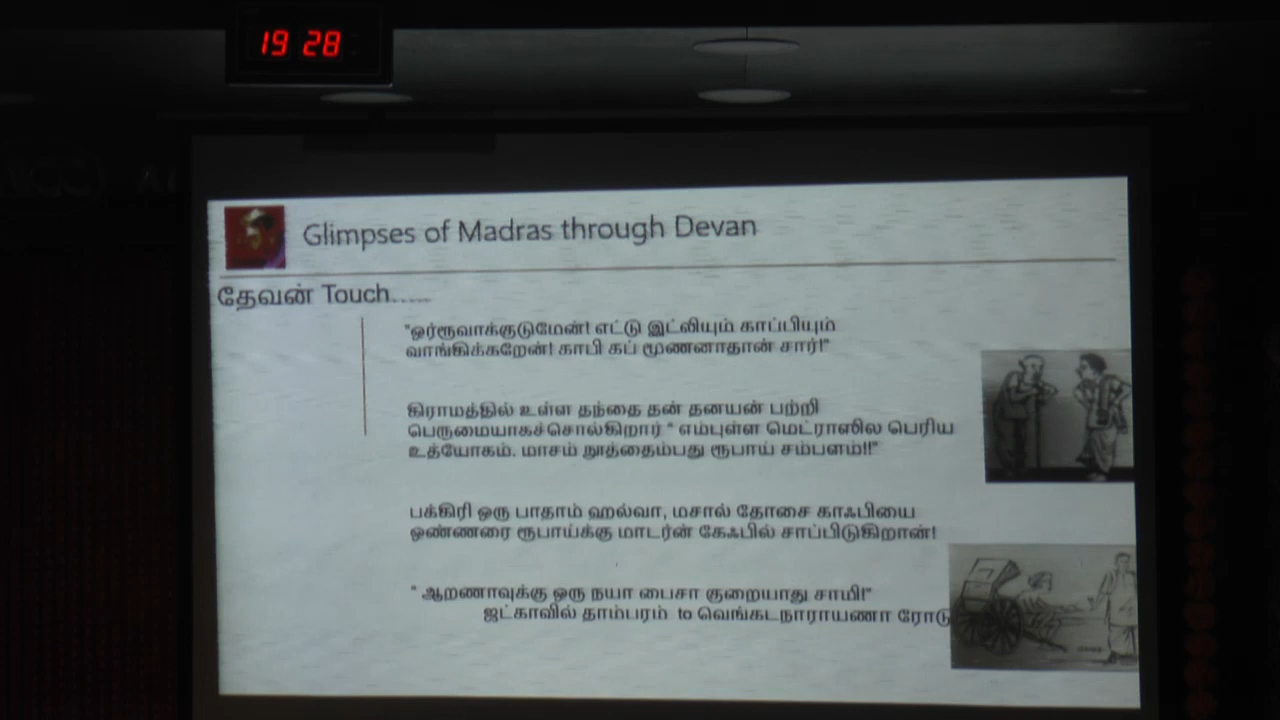 19 28
Glimpses of Madras through Devan
தேவன் Touch......
"ஒர்ரூவாக்குடுமேன்! எட்டு இட்லியும் காப்பியும்
வாங்கிக்கறேன்! காபி கப் மூணணாதான் சார்!"
கிராமத்தில் உள்ள தந்தை தன் தனயன் பற்றி
பெருமையாகச்சொல்கிறார் " எம்புள்ள மெட்ராஸில பெரிய
உத்யோகம். மாசம் நூத்தைம்பது ரூபாய் சம்பளம்!!"
பக்கிரி ஒரு பாதாம் ஹல்வா, மசால் தோசை காஃபியை
ஒண்ணரை ரூபாய்க்கு மாடர்ன் கேஃபில் சாப்பிடுகிறான்!
" ஆறணாவுக்கு ஒரு நயா பைசா குறையாது சாமி!"
ஜட்காவில் தாம்பரம் to வெங்கடநாராயணா ரோடு